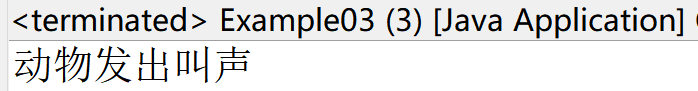 <terminated> Example03 (3) [Java Application]
动物发出叫声